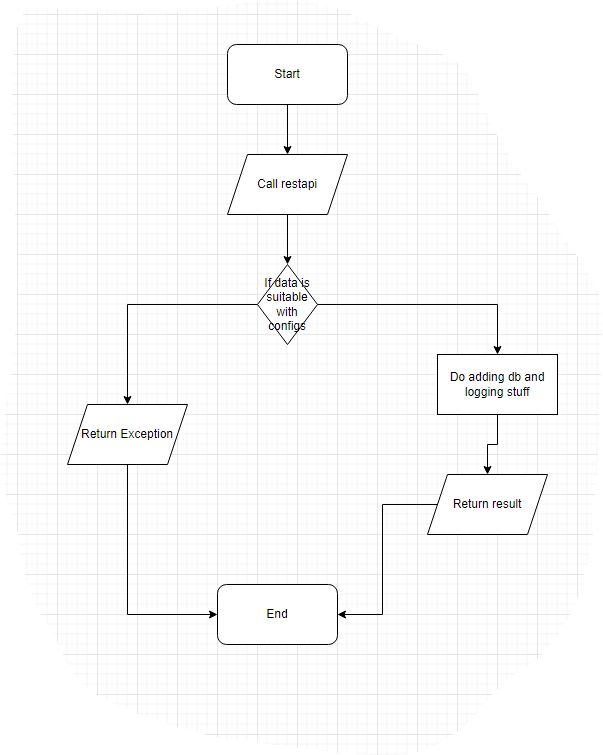 Start
Call restapi
If data is
suitable
with
configs
Do adding db and
logging stuff
Return Exception
Return result
End